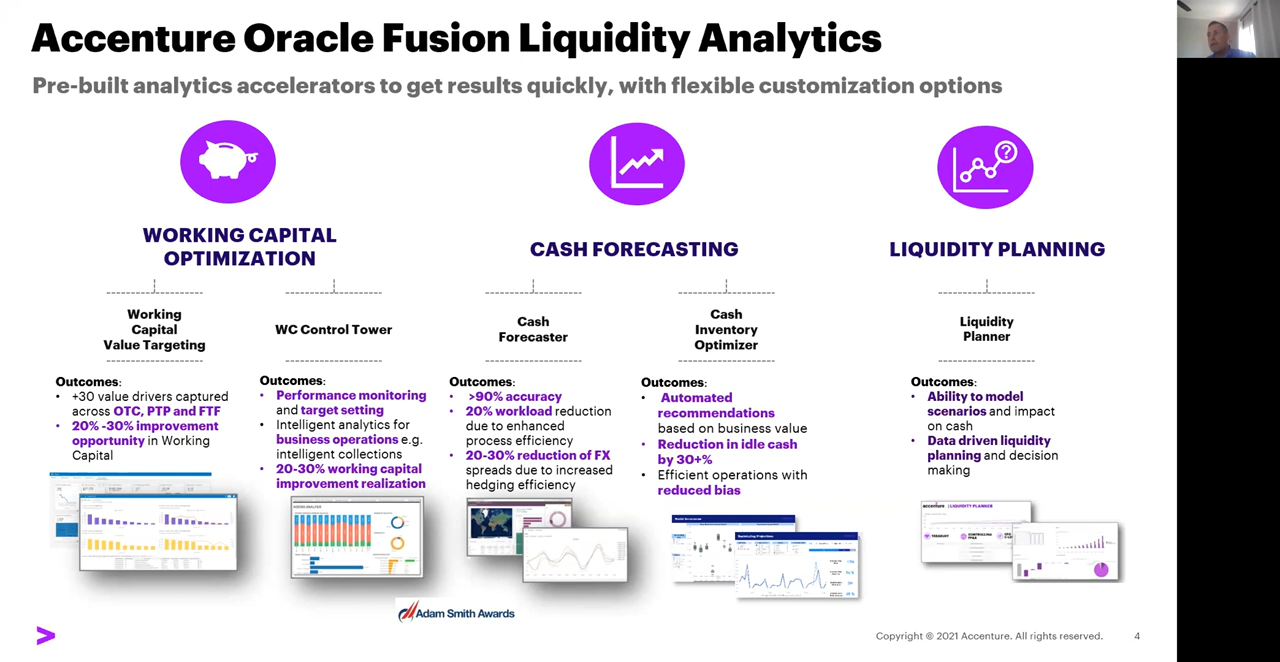 Accenture Oracle Fusion Liquidity Analytics
Pre-built analytics accelerators to get results quickly, with flexible customization options
WORKING CAPITAL
OPTIMIZATION
CASH FORECASTING
LIQUIDITY PLANNING
Working
Capital
Value Targeting
WC Control Tower
Cash
Forecaster
Cash
Inventory
Optimizer
Liquidity
Planner
Outcomes:
• +30 value drivers captured
across OTC, PTP and FTF
• 20% -30% improvement
opportunity in Working
Capital
Outcomes:
• Performance monitoring
and target setting
• Intelligent analytics for
business operations e.g.
intelligent collections
• 20-30% working capital
improvement realization
Outcomes:
• >90% accuracy
• 20% workload reduction
due to enhanced
process efficiency
• 20-30% reduction of FX
spreads due to increased
hedging efficiency
Outcomes:
• Automated
recommendations
based on business value
• Reduction in idle cash
by 30+%
• Efficient operations with
reduced bias
Outcomes:
• Ability to model
scenarios and impact
on cash
• Data driven liquidity
planning and decision
making
accenture | LIQUIDITY PLANNER
TREASURY
Adam Smith Awards
>
Copyright © 2021 Accenture. All rights reserved. 4